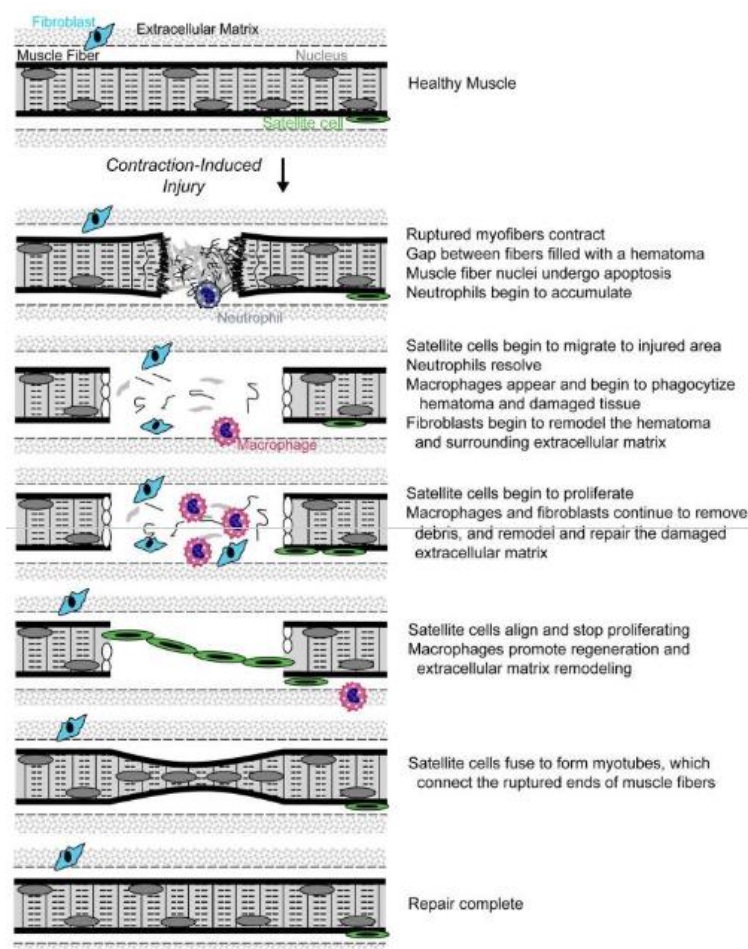 Fibroblast
Extracellular Matrix
Muscle Fiber
Nucleus
Healthy Muscle
Satellite cell
Contraction-Induced
Injury
Ruptured myofibers contract
Gap between fibers filled with a hematoma
Muscle fiber nuclei undergo apoptosis
Neutrophils begin to accumulate
Neutrophil
Satellite cells begin to migrate to injured area
Neutrophils resolve
Macrophages appear and begin to phagocytize
hematoma and damaged tissue
Fibroblasts begin to remodel the hematoma
and surrounding extracellular matrix
Macrophage
Satellite cells begin to proliferate
Macrophages and fibroblasts continue to remove
debris, and remodel and repair the damaged
extracellular matrix
Satellite cells align and stop proliferating
Macrophages promote regeneration and
extracellular matrix remodeling
Satellite cells fuse to form myotubes, which
connect the ruptured ends of muscle fibers
Repair complete